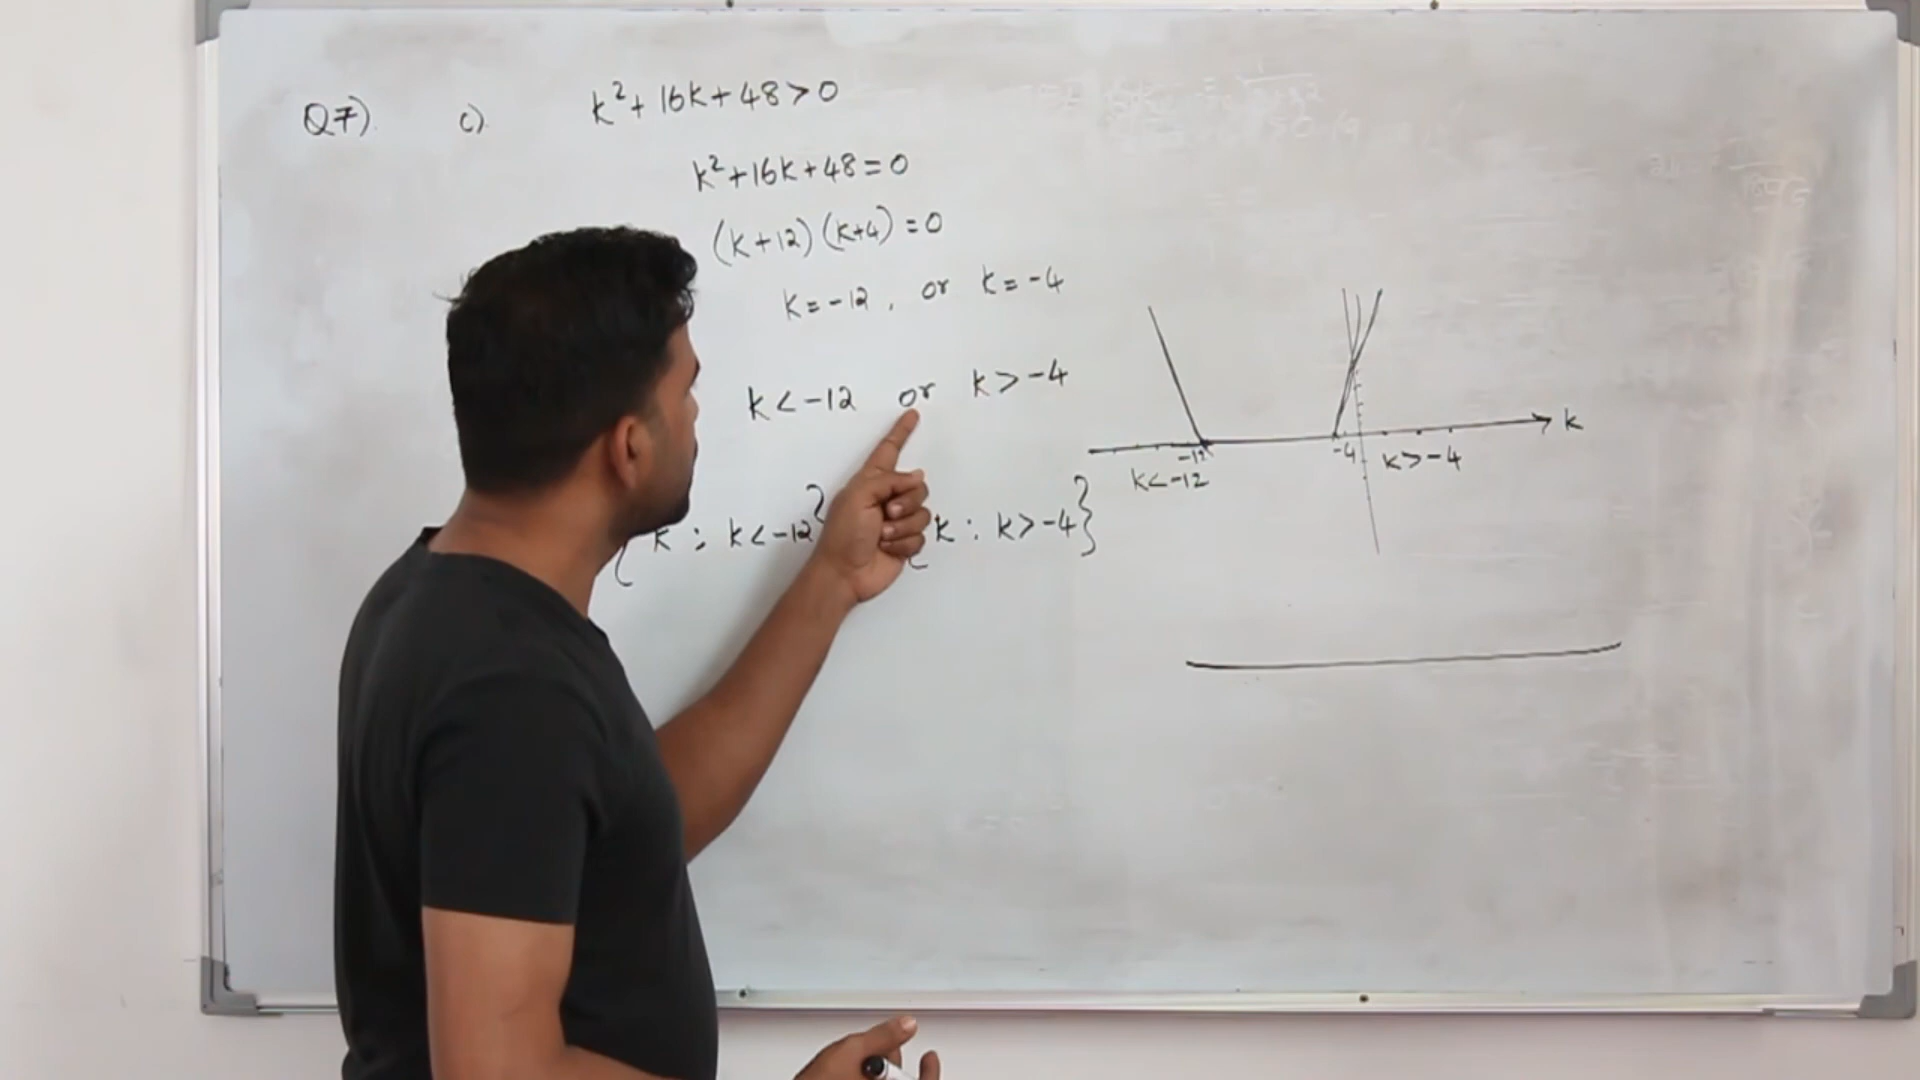 Q7) c) k²+16k+48>0
k²+16k+48=0
(k+12)(k+4)=0
k=-12, or k=-4
k<-12 or k>-4
{k : k<-12} {k : k>-4}
k
-12 -4
k<-12 k>-4